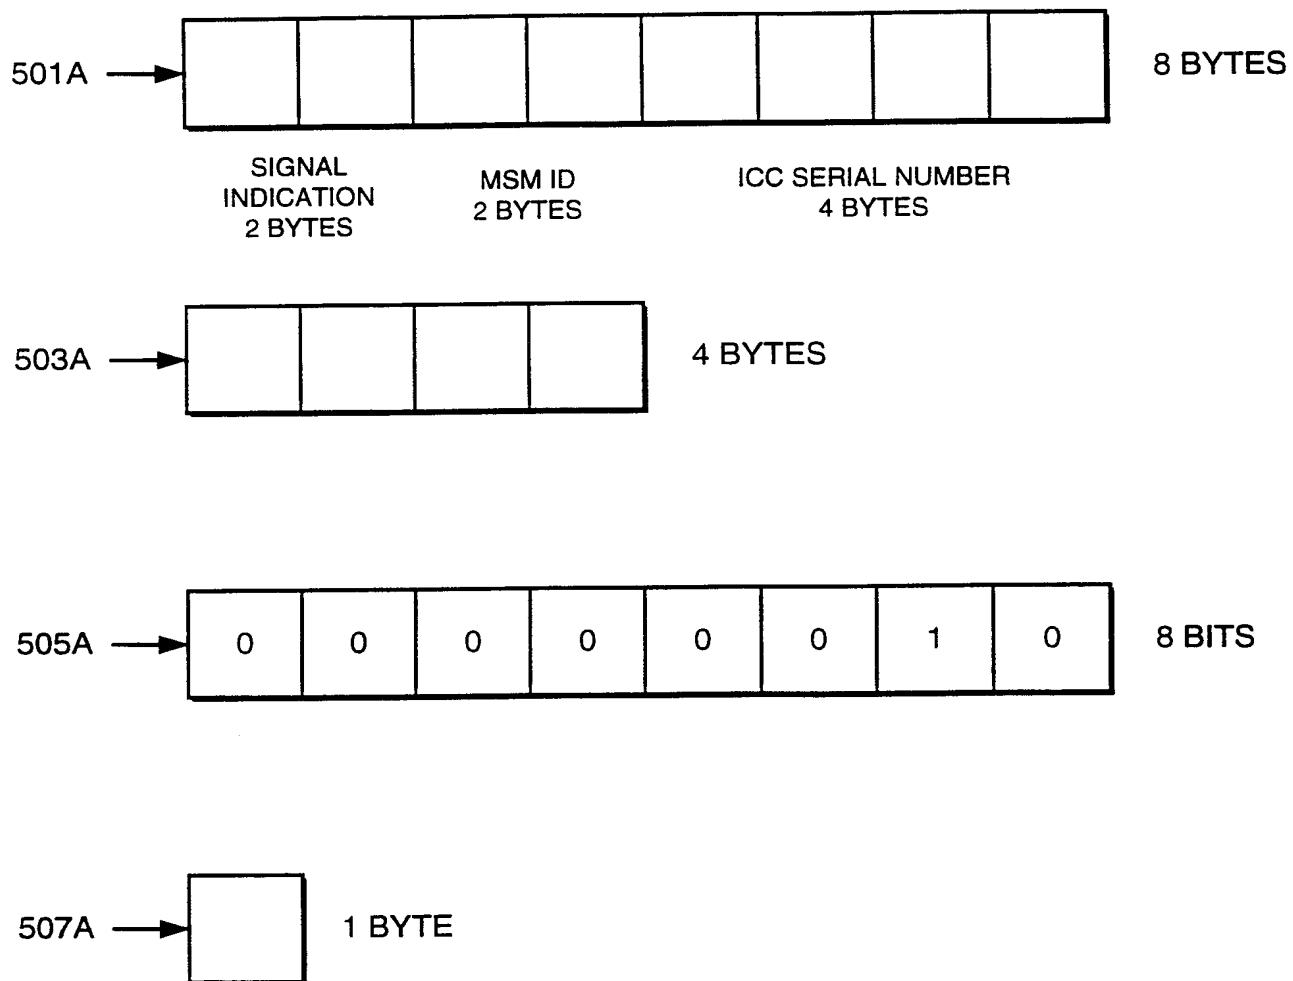 501A
8 BYTES
SIGNAL
INDICATION
2 BYTES
MSM ID
2 BYTES
ICC SERIAL NUMBER
4 BYTES
503A
4 BYTES
505A
0 0 0 0 0 0 1 0
8 BITS
507A
1 BYTE